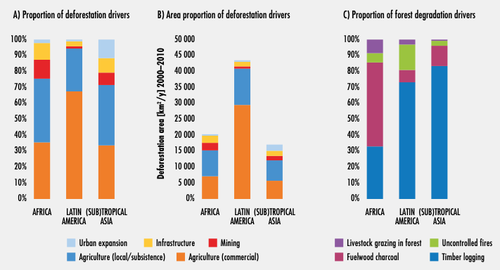 A) Proportion of deforestation drivers
100%
90%
80%
70%
60%
50%
40%
30%
20%
10%
0%
AFRICA
LATIN
AMERICA
(SUB)TROPICAL
ASIA
B) Area proportion of deforestation drivers
Deforestation area [km²/y] 2000–2010
50 000
45 000
40 000
35 000
30 000
25 000
20 000
15 000
10 000
5 000
0
AFRICA
LATIN
AMERICA
(SUB)TROPICAL
ASIA
C) Proportion of forest degradation drivers
100%
90%
80%
70%
60%
50%
40%
30%
20%
10%
0%
AFRICA
LATIN
AMERICA
(SUB)TROPICAL
ASIA
Urban expansion
Infrastructure
Mining
Agriculture (local/subsistence)
Agriculture (commercial)
Livestock grazing in forest
Uncontrolled fires
Fuelwood charcoal
Timber logging